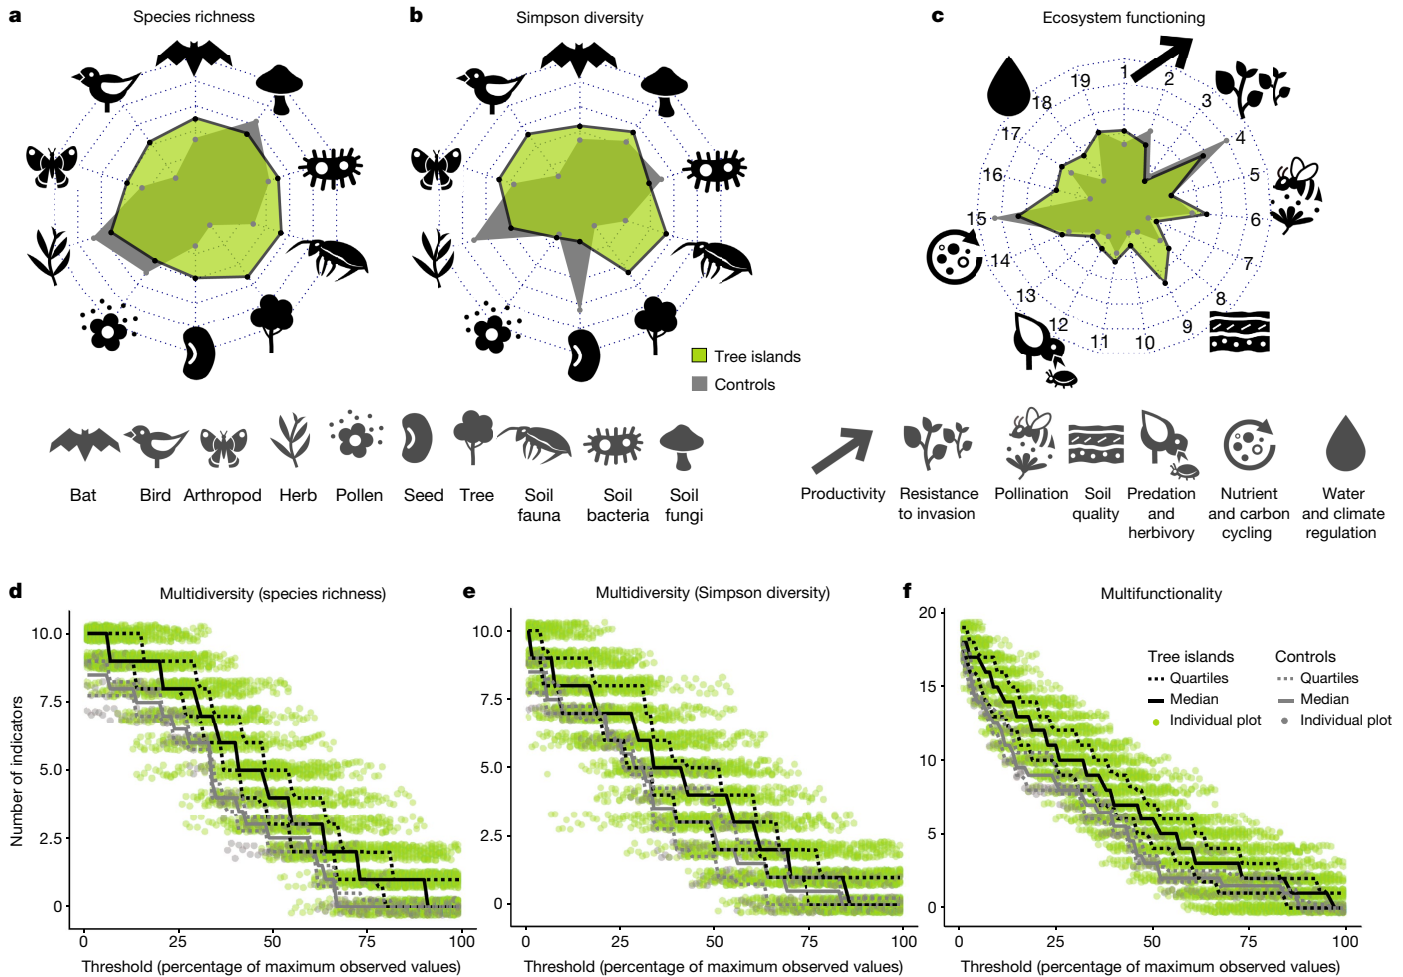 a
Species richness
b
Simpson diversity
c
Ecosystem functioning
1
2
3
4
5
6
7
8
9
10
11
12
13
14
15
16
17
18
19
Tree islands
Controls
Bat
Bird
Arthropod
Herb
Pollen
Seed
Tree
Soil
fauna
Soil
bacteria
Soil
fungi
Productivity
Resistance
to invasion
Pollination
Soil
quality
Predation
and
herbivory
Nutrient
and carbon
cycling
Water
and climate
regulation
d
Multidiversity (species richness)
Number of indicators
10.0
7.5
5.0
2.5
0
0
25
50
75
100
Threshold (percentage of maximum observed values)
e
Multidiversity (Simpson diversity)
10.0
7.5
5.0
2.5
0
0
25
50
75
100
Threshold (percentage of maximum observed values)
f
Multifunctionality
20
15
10
5
0
Tree islands
Quartiles
Median
Individual plot
Controls
Quartiles
Median
Individual plot
0
25
50
75
100
Threshold (percentage of maximum observed values)